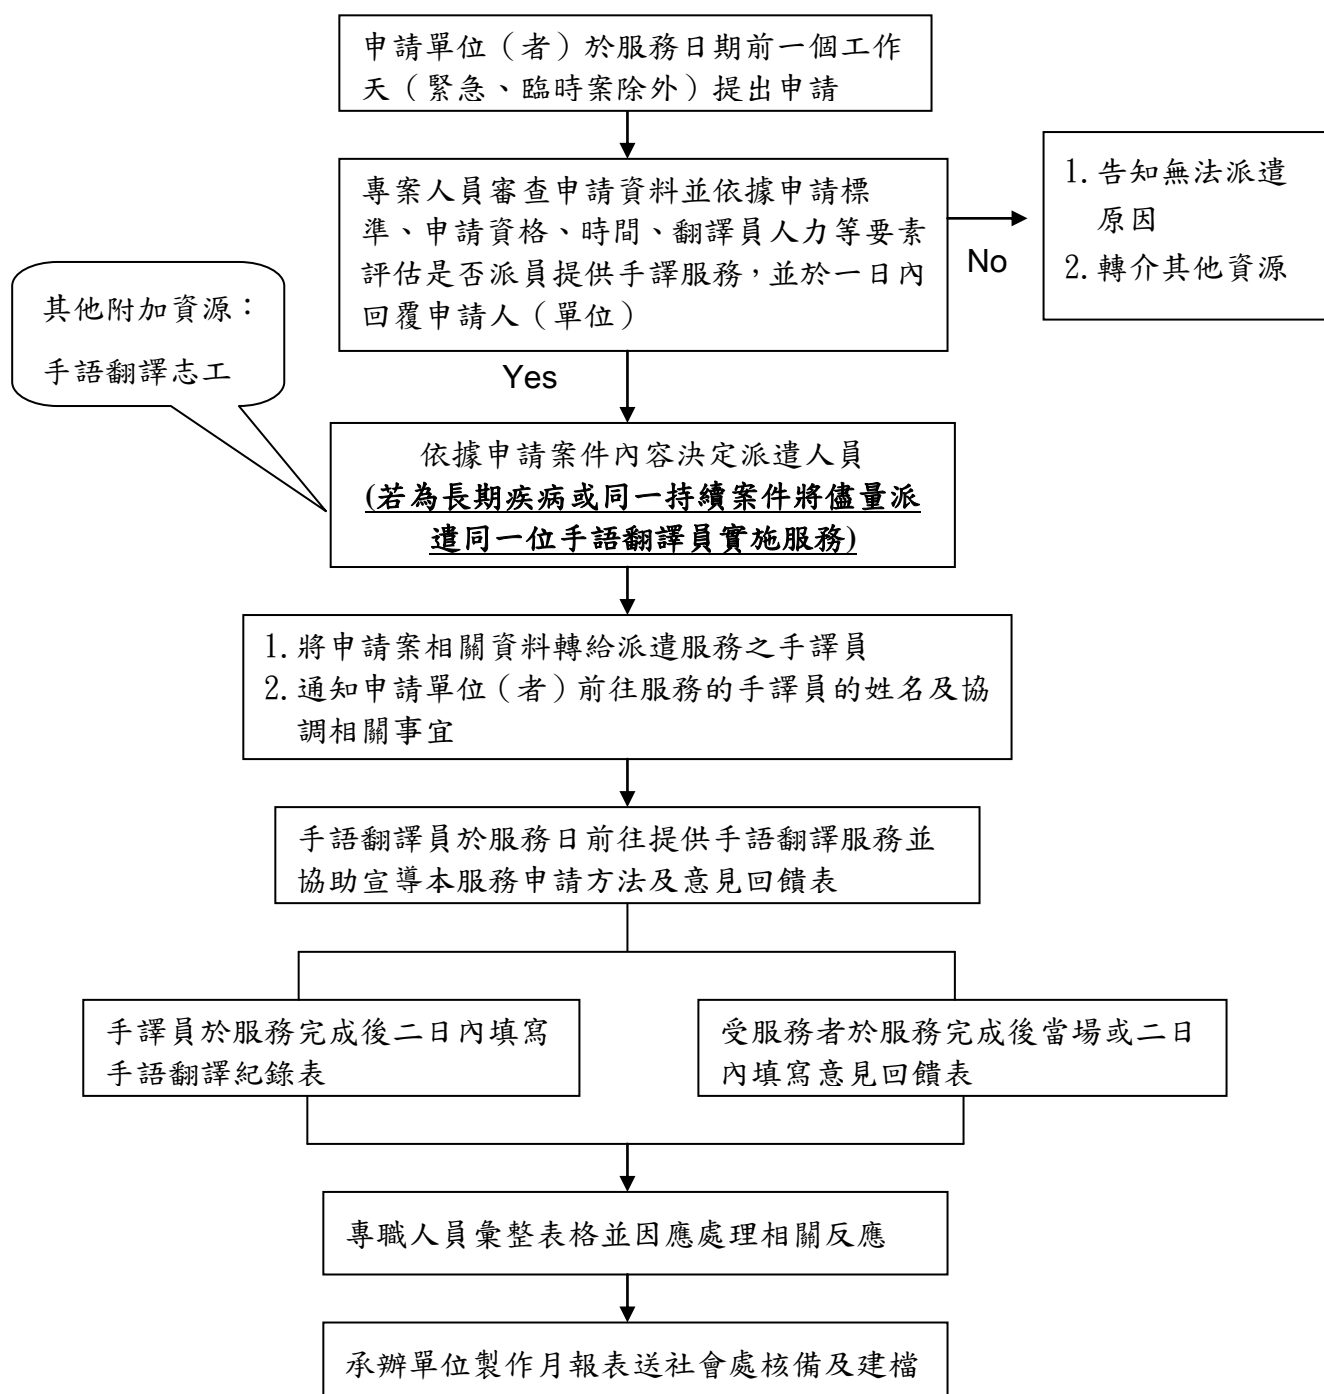 申請單位（者）於服務日期前一個工作
天（緊急、臨時案除外）提出申請
專案人員審查申請資料並依據申請標
準、申請資格、時間、翻譯員人力等要素
評估是否派員提供手譯服務，並於一日內
回覆申請人（單位）
No
1. 告知無法派遣
原因
2. 轉介其他資源
其他附加資源：
手語翻譯志工
Yes
依據申請案件內容決定派遣人員
(若為長期疾病或同一持續案件將儘量派
遣同一位手語翻譯員實施服務)
1. 將申請案相關資料轉給派遣服務之手譯員
2. 通知申請單位（者）前往服務的手譯員的姓名及協
調相關事宜
手語翻譯員於服務日前往提供手語翻譯服務並
協助宣導本服務申請方法及意見回饋表
手譯員於服務完成後二日內填寫
手語翻譯紀錄表
受服務者於服務完成後當場或二日
內填寫意見回饋表
專職人員彙整表格並因應處理相關反應
承辦單位製作月報表送社會處核備及建檔